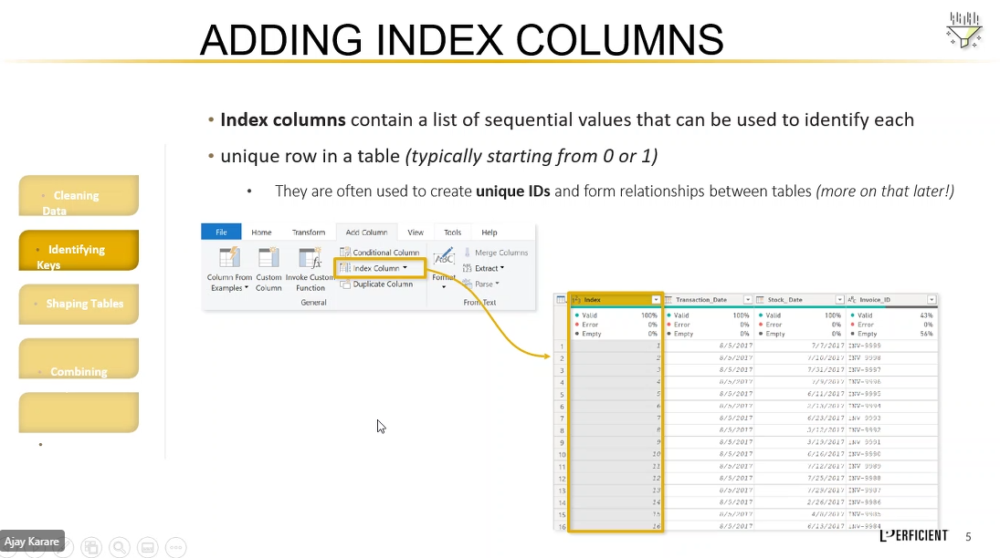 ADDING INDEX COLUMNS
• Index columns contain a list of sequential values that can be used to identify each
• unique row in a table (typically starting from 0 or 1)
• They are often used to create unique IDs and form relationships between tables (more on that later!)
• Cleaning
Data
• Identifying
Keys
• Shaping Tables
• Combining
File Home Transform Add Column View Tools Help
Column From Examples
Custom Column
Invoke Custom Function
Conditional Column
Index Column
Duplicate Column
General
Format
ABC
Merge Columns
ABC
123 Extract
Parse
From Text
Index Transaction_Date Stock_Date Invoice_ID
Valid 100% Valid 100% Valid 100% Valid 43%
Error 0% Error 0% Error 0% Error 0%
Empty 0% Empty 0% Empty 0% Empty 56%
1 1 8/5/2017 7/7/2017 INV-9999
2 2 8/5/2017 7/10/2017 INV-9998
3 3 8/5/2017 7/31/2017 INV-9997
4 4 8/5/2017 7/9/2017 INV-9996
5 5 8/5/2017 6/11/2017 INV-9995
6 6 8/5/2017 2/13/2017 INV-9994
7 7 8/5/2017 6/23/2017 INV-9993
8 8 8/5/2017 3/12/2017 INV-9992
9 9 8/5/2017 3/19/2017 INV-9991
10 10 8/5/2017 6/16/2017 INV-9990
11 11 8/5/2017 7/12/2017 INV-9989
12 12 8/5/2017 7/25/2017 INV-9988
13 13 8/5/2017 7/29/2017 INV-9987
14 14 8/5/2017 2/26/2017 INV-9986
15 15 8/5/2017 4/8/2017 INV-9985
16 16 8/5/2017 6/13/2017 INV-9984
PERFICIENT 5
Ajay Karare